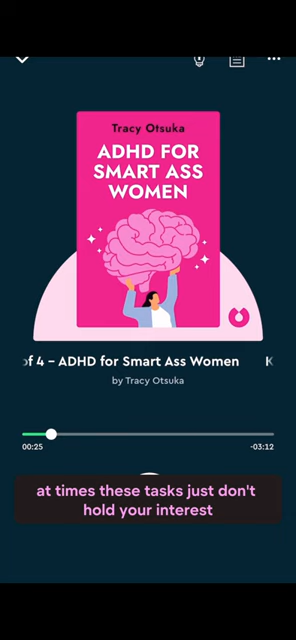 Tracy Otsuka
ADHD FOR
SMART ASS
WOMEN
of 4 – ADHD for Smart Ass Women K
by Tracy Otsuka
00:25 -03:12
at times these tasks just don't
hold your interest